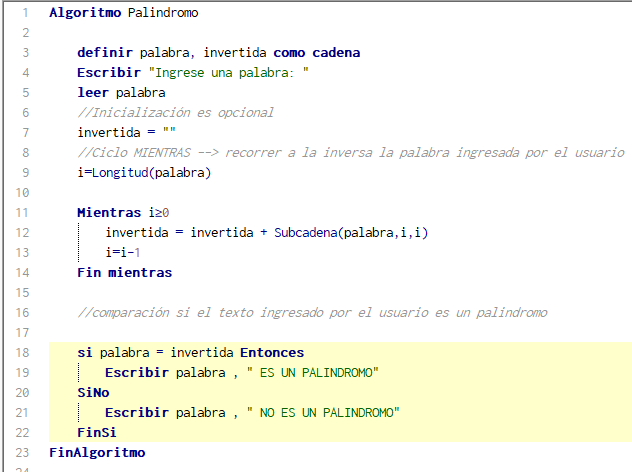 1 Algoritmo Palindromo
2
3 definir palabra, invertida como cadena
4 Escribir "Ingrese una palabra: "
5 leer palabra
6 //Inicialización es opcional
7 invertida = ""
8 //Ciclo MIENTRAS --> recorrer a la inversa la palabra ingresada por el usuario
9 i=Longitud(palabra)
10
11 Mientras i≥0
12 invertida = invertida + Subcadena(palabra,i,i)
13 i=i-1
14 Fin mientras
15
16 //comparación si el texto ingresado por el usuario es un palindromo
17
18 si palabra = invertida Entonces
19 Escribir palabra , " ES UN PALINDROMO"
20 SiNo
21 Escribir palabra , " NO ES UN PALINDROMO"
22 FinSi
23 FinAlgoritmo